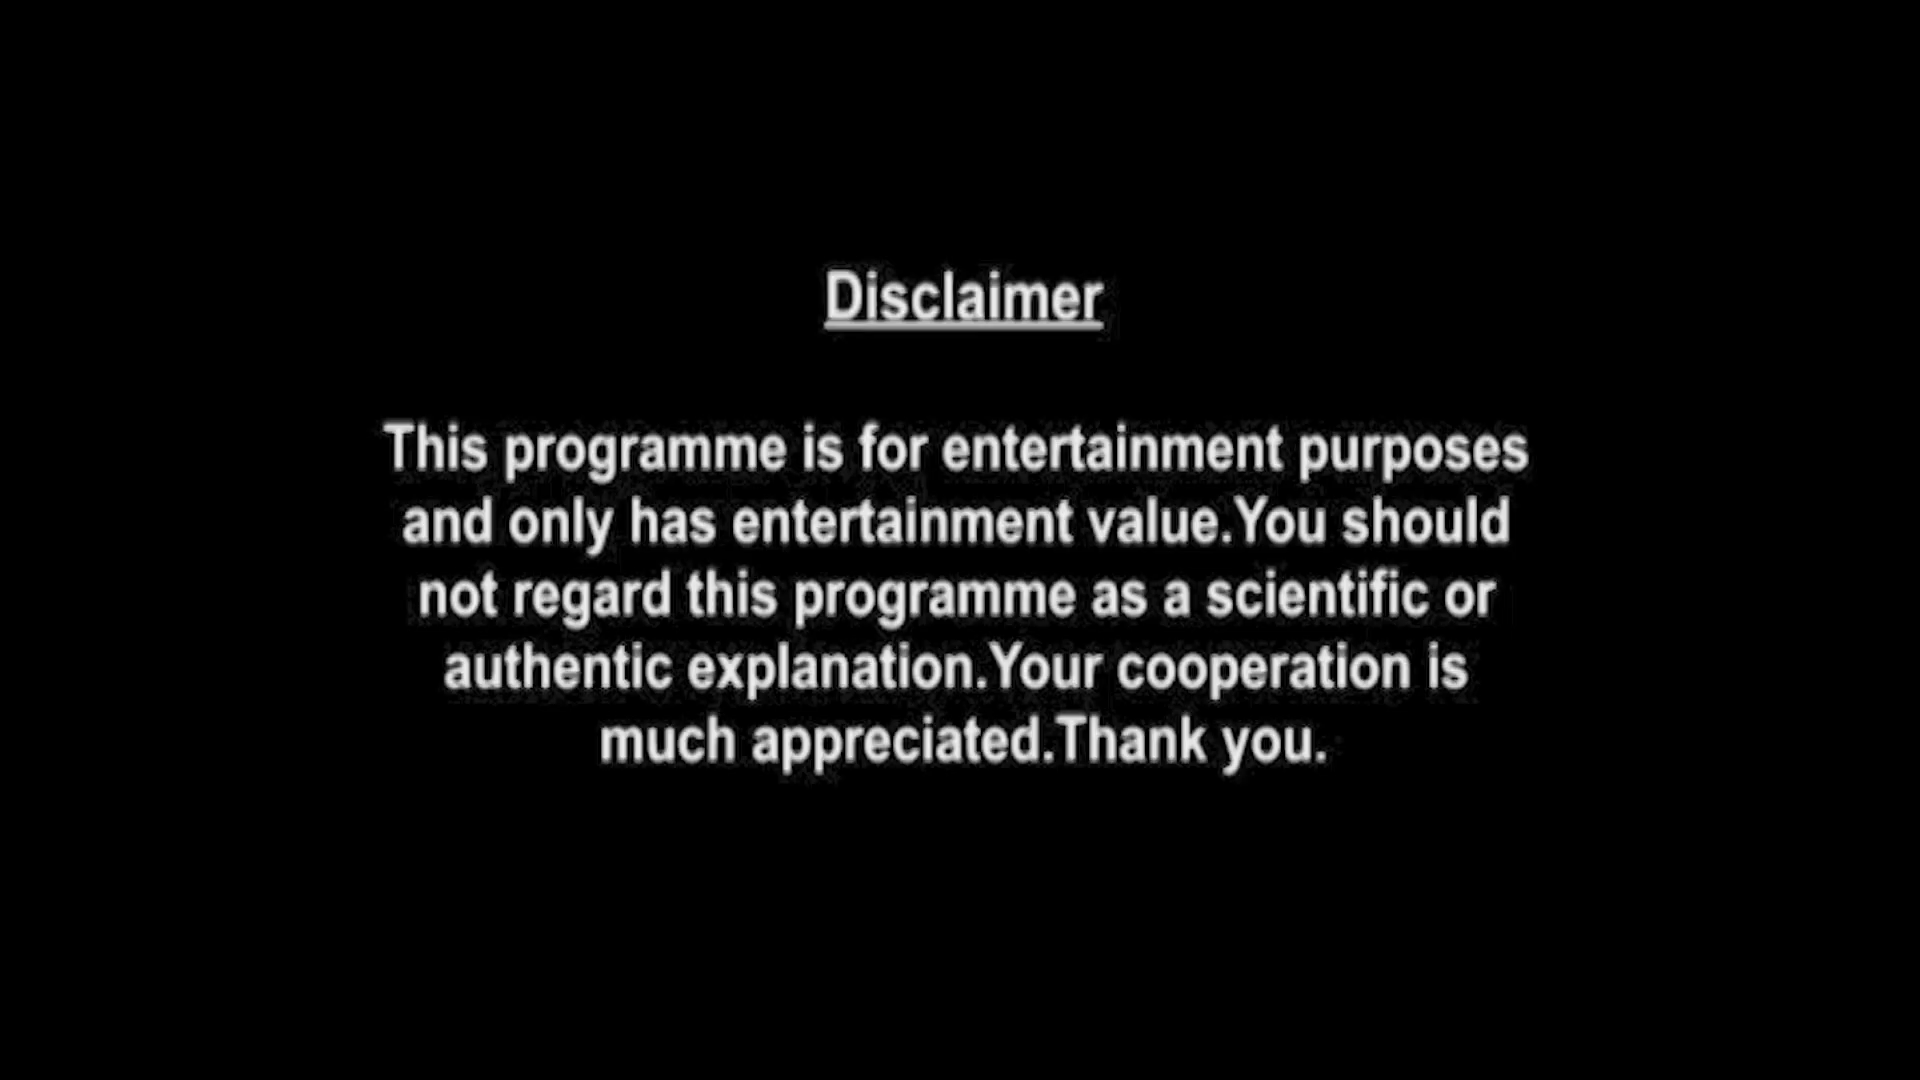 Disclaimer
This programme is for entertainment purposes
and only has entertainment value.You should
not regard this programme as a scientific or
authentic explanation.Your cooperation is
much appreciated.Thank you.